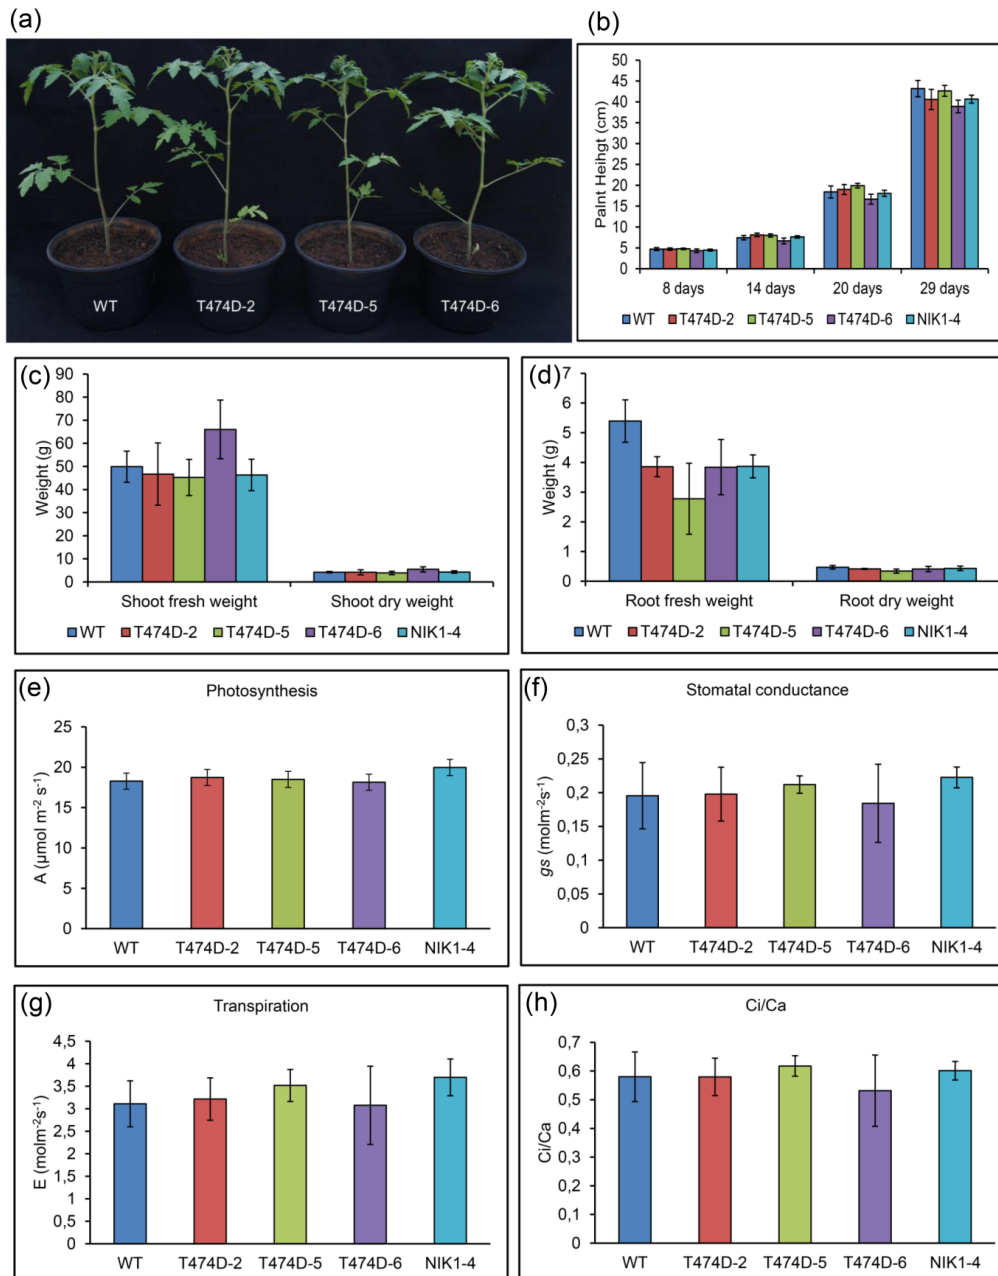 (a)
WT T474D-2 T474D-5 T474D-6
(b)
Palnt Heihgt (cm)
50
45
40
35
30
25
20
15
10
5
0
8 days 14 days 20 days 29 days
WT T474D-2 T474D-5 T474D-6 NIK1-4
(c)
Weight (g)
90
80
70
60
50
40
30
20
10
0
Shoot fresh weight Shoot dry weight
WT T474D-2 T474D-5 T474D-6 NIK1-4
(d)
Weight (g)
7
6
5
4
3
2
1
0
Root fresh weight Root dry weight
WT T474D-2 T474D-5 T474D-6 NIK1-4
(e)
Photosynthesis
A (µmol m⁻² s⁻¹)
25
20
15
10
5
0
WT T474D-2 T474D-5 T474D-6 NIK1-4
(f)
Stomatal conductance
gs (molm⁻²s⁻¹)
0,3
0,25
0,2
0,15
0,1
0,05
0
WT T474D-2 T474D-5 T474D-6 NIK1-4
(g)
Transpiration
E (molm⁻²s⁻¹)
4,5
4
3,5
3
2,5
2
1,5
1
0,5
0
WT T474D-2 T474D-5 T474D-6 NIK1-4
(h)
Ci/Ca
Ci/Ca
0,7
0,6
0,5
0,4
0,3
0,2
0,1
0
WT T474D-2 T474D-5 T474D-6 NIK1-4